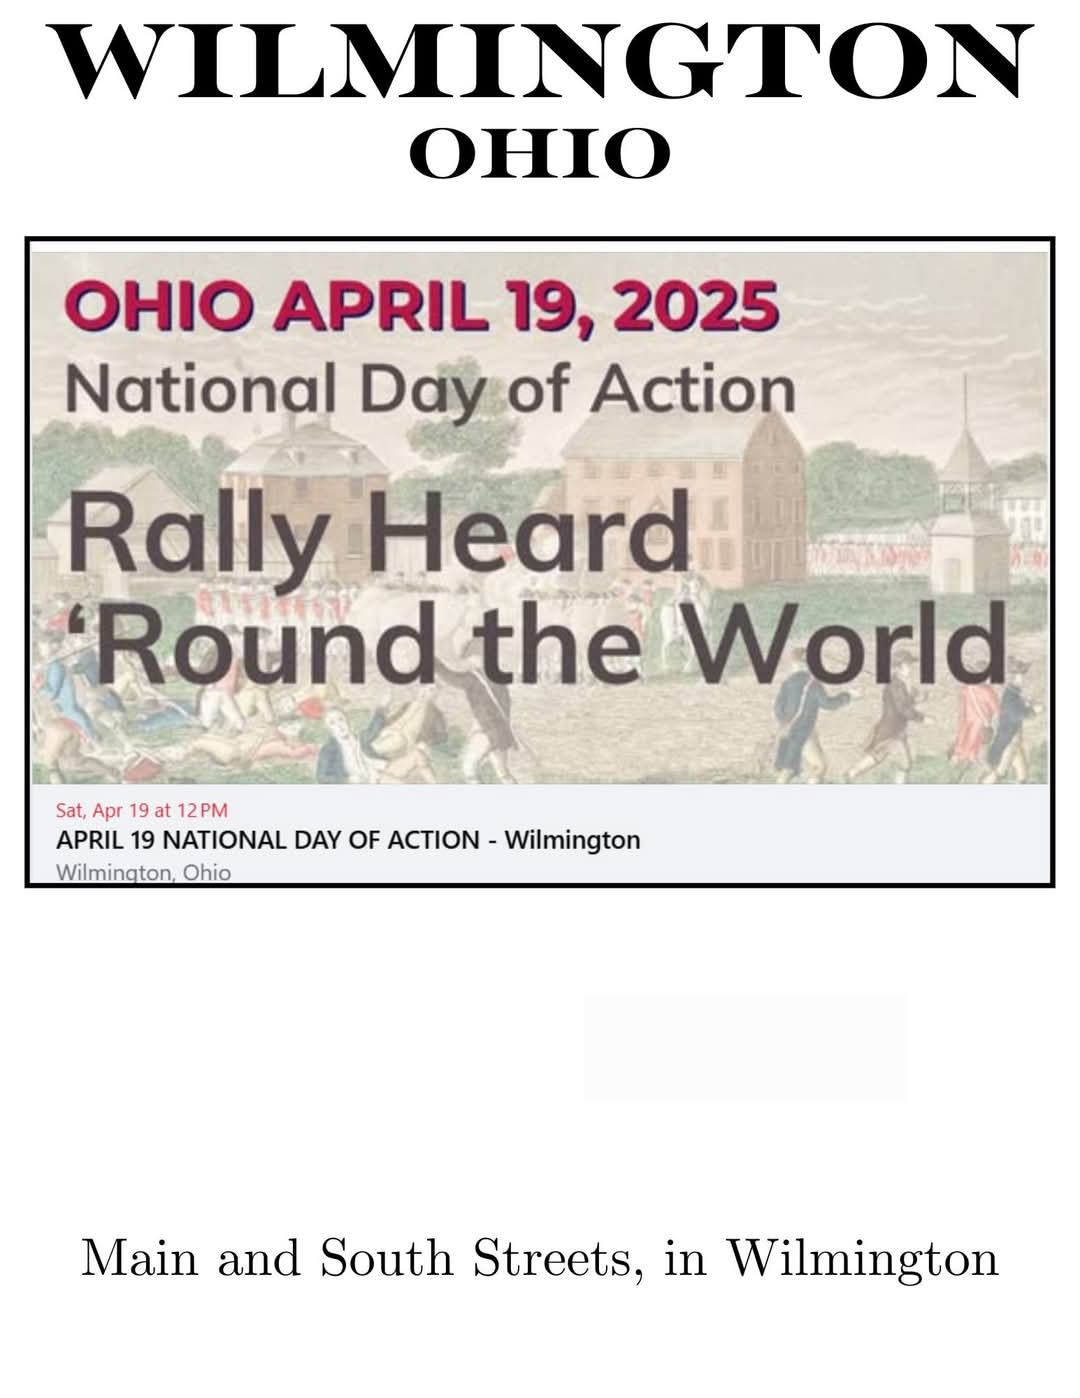 WILMINGTON
OHIO
OHIO APRIL 19, 2025
National Day of Action
Rally Heard
‘Round the World
Sat, Apr 19 at 12 PM
APRIL 19 NATIONAL DAY OF ACTION - Wilmington
Wilmington, Ohio
Main and South Streets, in Wilmington